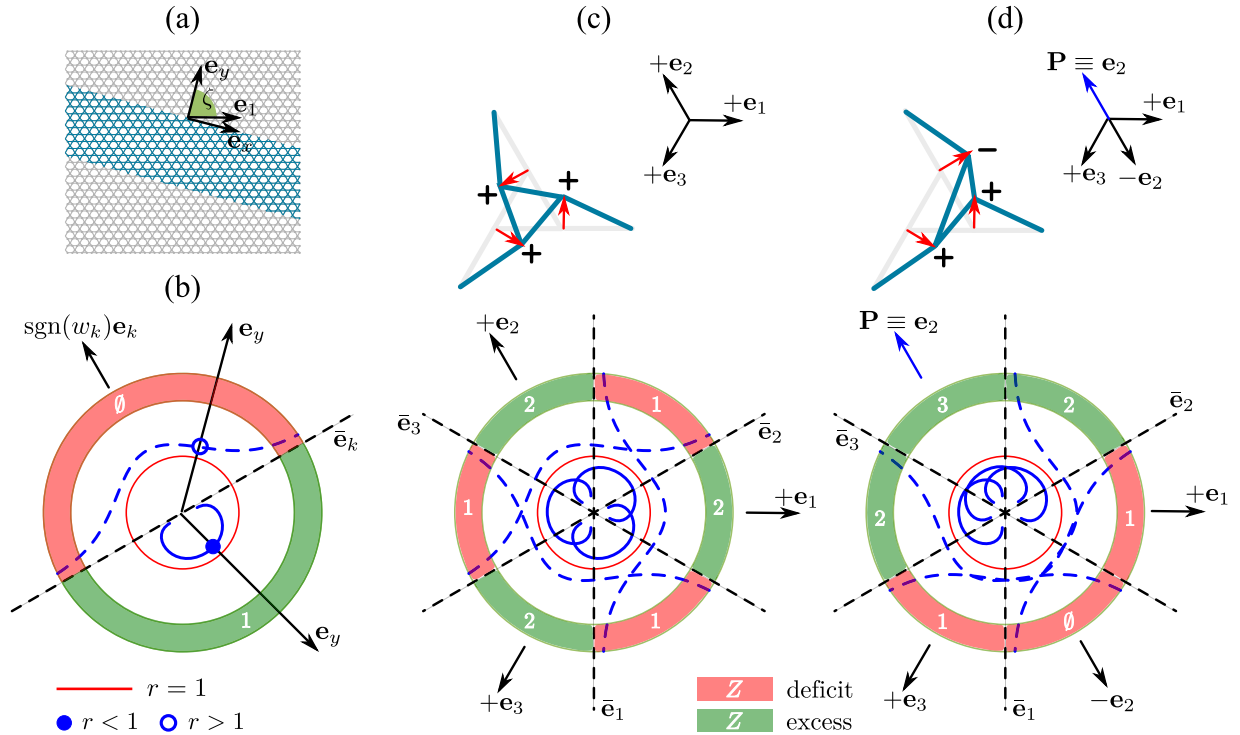 (a)
e_y
ζ
e_1
e_x
(b)
sgn(w_k)e_k
e_y
∅
ē_k
1
e_y
r = 1
r < 1
r > 1
(c)
+e_2
+e_1
+e_3
+
+
+
+e_2
2
1
ē_3
ē_2
1
2
+e_1
2
1
+e_3
ē_1
Z deficit
Z excess
(d)
P ≡ e_2
+e_1
+e_3
−e_2
−
+
+
P ≡ e_2
3
2
ē_3
ē_2
2
1
+e_1
1
∅
+e_3
−e_2
ē_1